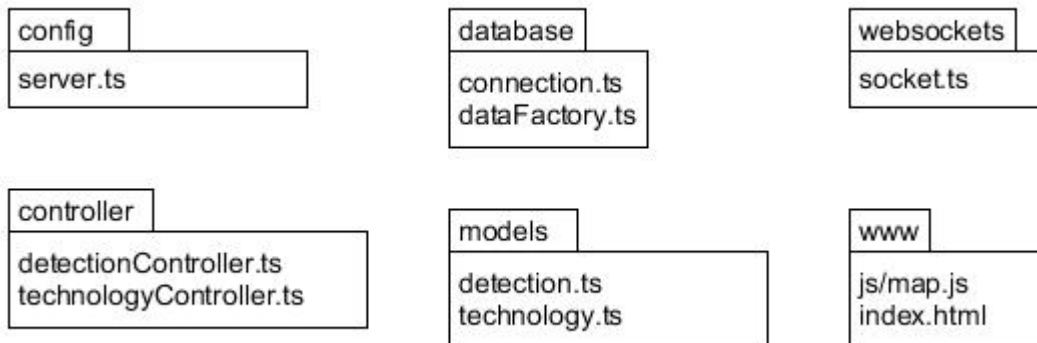 config
server.ts
database
connection.ts
dataFactory.ts
websockets
socket.ts
controller
detectionController.ts
technologyController.ts
models
detection.ts
technology.ts
www
js/map.js
index.html